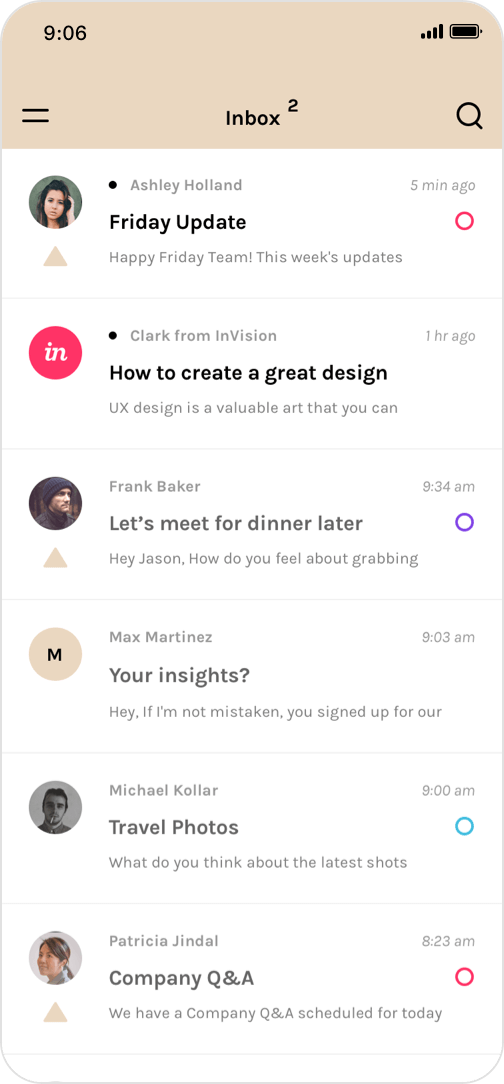 9:06
Inbox 2
Ashley Holland 5 min ago
Friday Update
Happy Friday Team! This week's updates
in
Clark from InVision 1 hr ago
How to create a great design
UX design is a valuable art that you can
Frank Baker 9:34 am
Let’s meet for dinner later
Hey Jason, How do you feel about grabbing
M
Max Martinez 9:03 am
Your insights?
Hey, If I'm not mistaken, you signed up for our
Michael Kollar 9:00 am
Travel Photos
What do you think about the latest shots
Patricia Jindal 8:23 am
Company Q&A
We have a Company Q&A scheduled for today